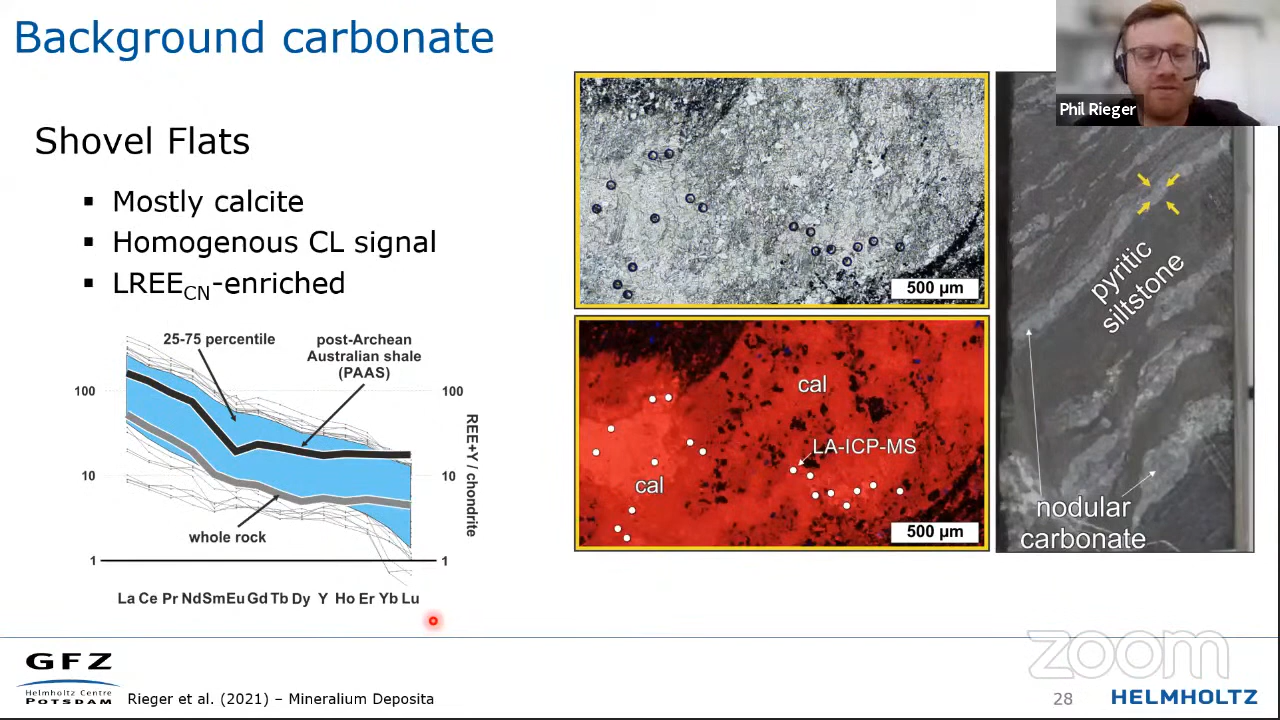 Background carbonate
Phil Rieger
Shovel Flats
▪ Mostly calcite
▪ Homogenous CL signal
▪ LREECN-enriched
25-75 percentile
post-Archean
Australian shale
(PAAS)
100
100
10
10
1
1
REE+Y / chondrite
whole rock
La Ce Pr Nd Sm Eu Gd Tb Dy Y Ho Er Yb Lu
500 µm
cal
LA-ICP-MS
cal
500 µm
pyritic
siltstone
nodular
carbonate
zoom
GFZ
Helmholtz Centre
POTSDAM
Rieger et al. (2021) – Mineralium Deposita
28
HELMHOLTZ